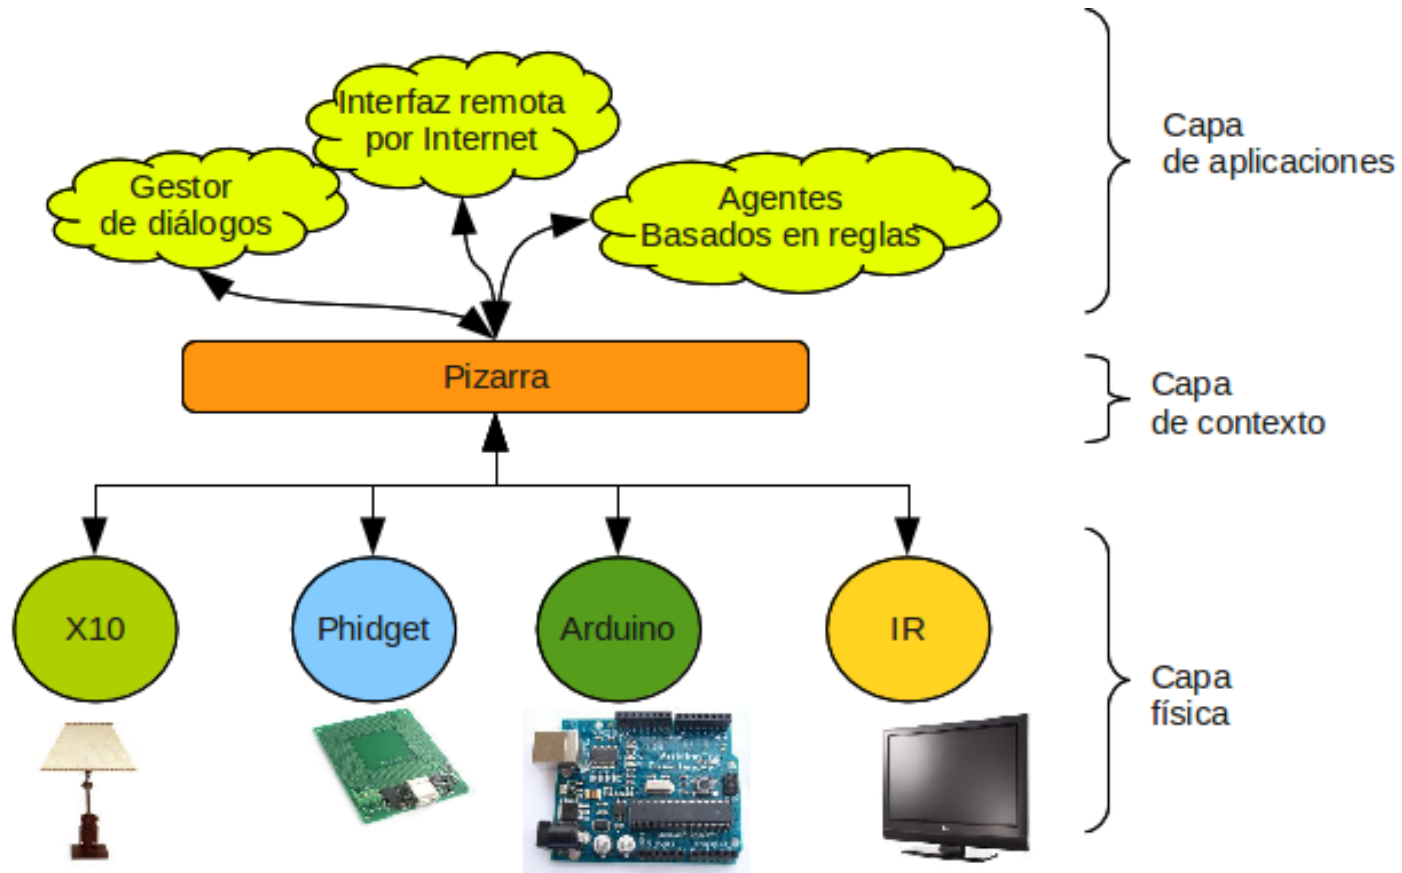 Interfaz remota
por Internet
Gestor
de diálogos
Agentes
Basados en reglas
Capa
de aplicaciones
Pizarra
Capa
de contexto
X10
Phidget
Arduino
IR
Capa
física
Arduino